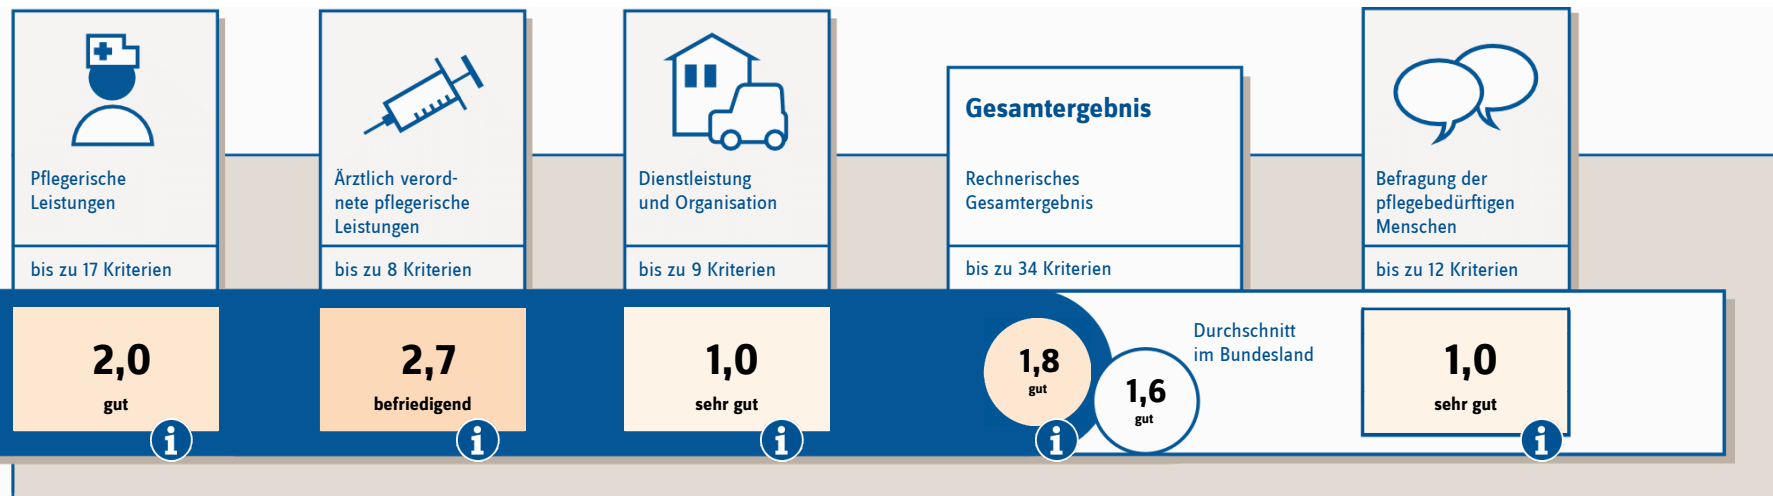 Pflegerische
Leistungen
bis zu 17 Kriterien
2,0
gut
i
Ärztlich verord-
nete pflegerische
Leistungen
bis zu 8 Kriterien
2,7
befriedigend
i
Dienstleistung
und Organisation
bis zu 9 Kriterien
1,0
sehr gut
i
Gesamtergebnis
Rechnerisches
Gesamtergebnis
bis zu 34 Kriterien
1,8
gut
i
Durchschnitt
im Bundesland
1,6
gut
Befragung der
pflegebedürftigen
Menschen
bis zu 12 Kriterien
1,0
sehr gut
i